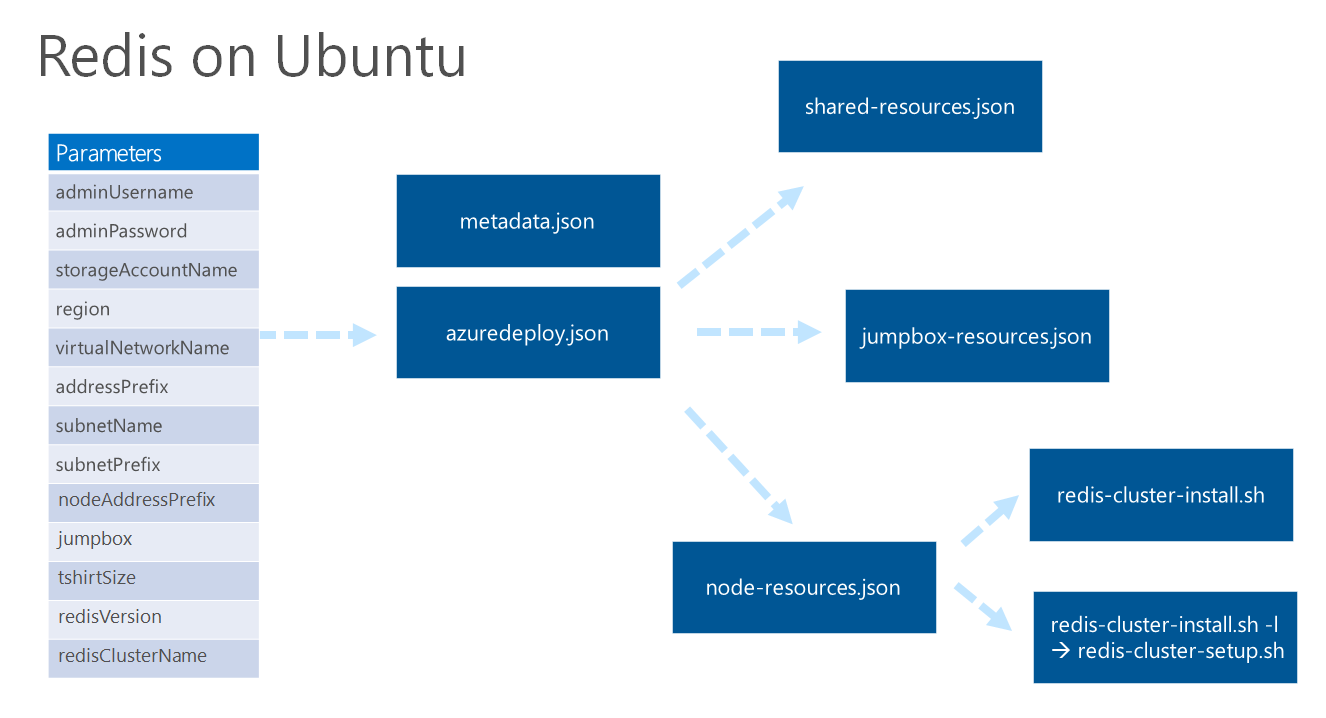 Redis on Ubuntu
Parameters
adminUsername
adminPassword
storageAccountName
region
virtualNetworkName
addressPrefix
subnetName
subnetPrefix
nodeAddressPrefix
jumpbox
tshirtSize
redisVersion
redisClusterName
metadata.json
azuredeploy.json
shared-resources.json
jumpbox-resources.json
node-resources.json
redis-cluster-install.sh
redis-cluster-install.sh -l
→ redis-cluster-setup.sh